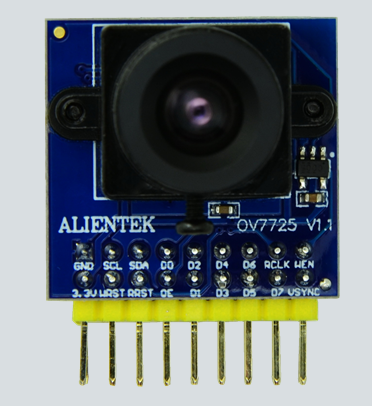 ALIENTEK OV7725 V1.1
GND SCL SDA D0 D2 D4 D6 RCLK WEN
3.3V WRST RRST OE D1 D3 D5 D7 VSYNC